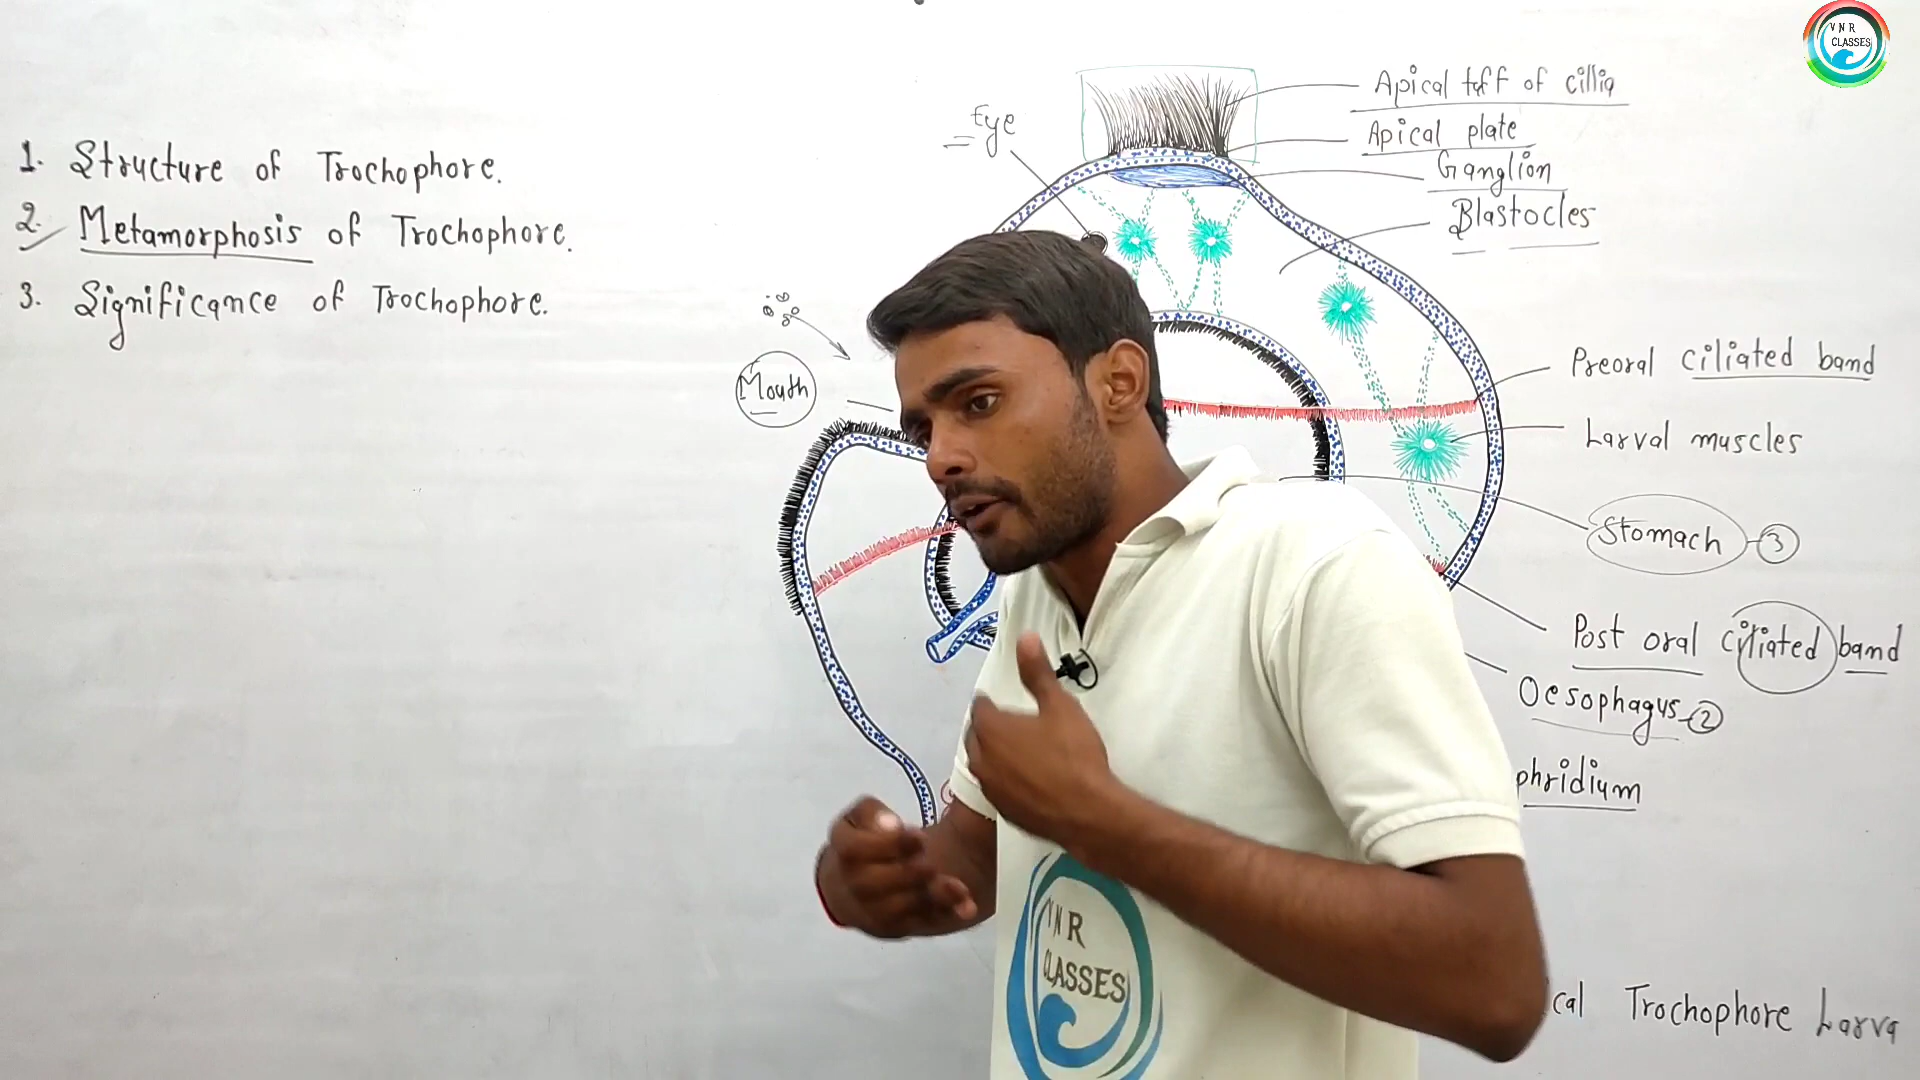 VNR
CLASSES
1. Structure of Trochophore.
2. Metamorphosis of Trochophore.
3. Significance of Trochophore.
Eye
Mouth
Apical tuff of cillia
Apical plate
Ganglion
Blastocles
Preoral ciliated band
Larval muscles
Stomach 3
Post oral ciliated band
Oesophagus 2
phridium
cal Trochophore Larva
VNR
CLASSES